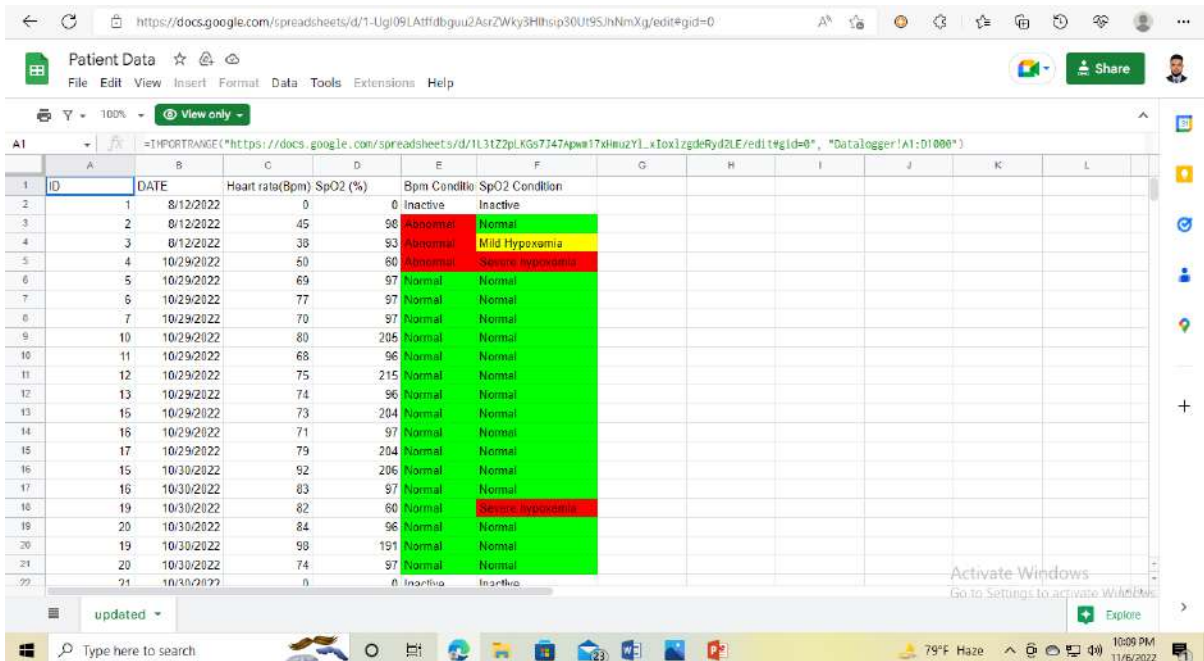 https://docs.google.com/spreadsheets/d/
Patient Data
File Edit View Insert Format Data Tools Extensions Help
Share
100% View only
A1 =IMPORTRANGE("https://docs.google.com/spreadsheets/d/ "Datalogger!A1:D1000")
A B C D E F G H I J K L
1 ID DATE Heart rate(Bpm) SpO2 (%) Bpm Conditio SpO2 Condition
2 1 8/12/2022 0 0 Inactive Inactive
3 2 8/12/2022 45 98 Abnormal Normal
4 3 8/12/2022 38 93 Abnormal Mild Hypoxemia
5 4 10/29/2022 50 60 Abnormal Severe hypoxemia
6 5 10/29/2022 69 97 Normal Normal
7 6 10/29/2022 77 97 Normal Normal
8 7 10/29/2022 70 97 Normal Normal
9 10 10/29/2022 80 205 Normal Normal
10 11 10/29/2022 68 96 Normal Normal
11 12 10/29/2022 75 215 Normal Normal
12 13 10/29/2022 74 96 Normal Normal
13 15 10/29/2022 73 204 Normal Normal
14 16 10/29/2022 71 97 Normal Normal
15 17 10/29/2022 79 204 Normal Normal
16 15 10/30/2022 92 206 Normal Normal
17 16 10/30/2022 83 97 Normal Normal
18 19 10/30/2022 82 60 Normal Severe hypoxemia
19 20 10/30/2022 84 96 Normal Normal
20 19 10/30/2022 98 191 Normal Normal
21 20 10/30/2022 74 97 Normal Normal
22 21 10/30/2022 0 0 Inactive Inactive
Activate Windows
Go to Settings to activate Windows
updated
Explore
Type here to search
23
79°F Haze
10:09 PM
11/6/2022